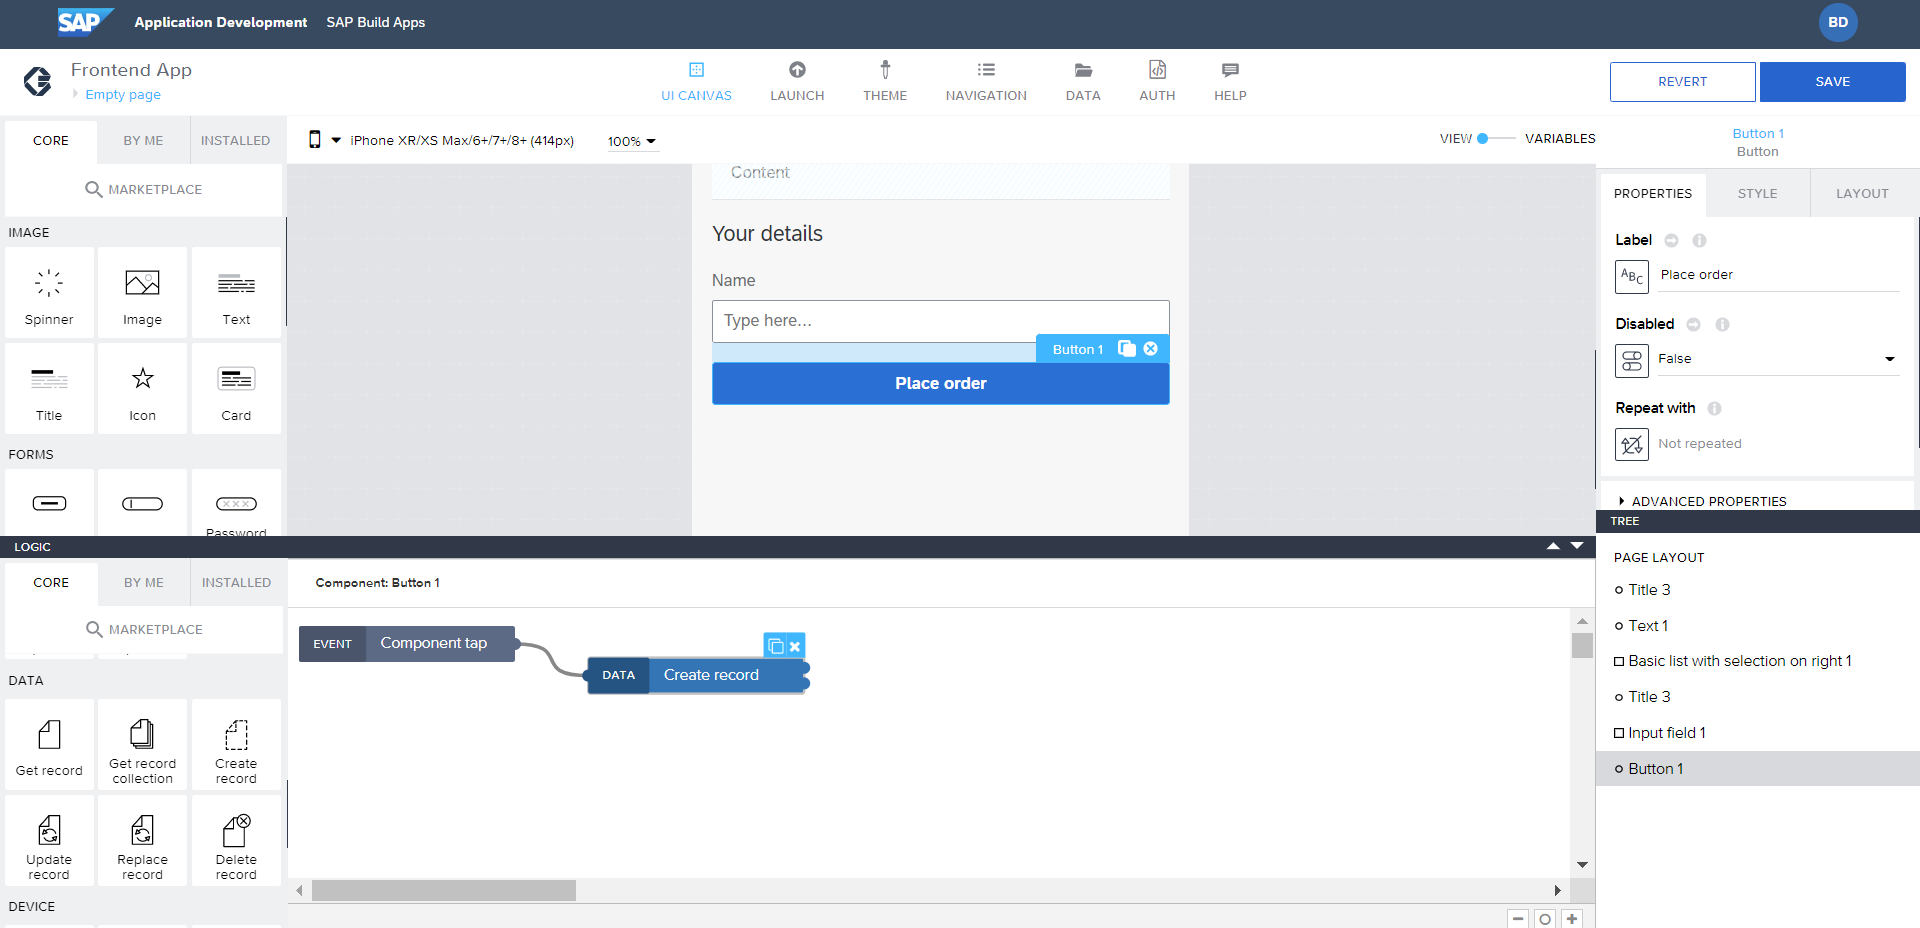 SAP Application Development SAP Build Apps BD
Frontend App
Empty page
UI CANVAS LAUNCH THEME NAVIGATION DATA AUTH HELP
REVERT SAVE
CORE BY ME INSTALLED
iPhone XR/XS Max/6+/7+/8+ (414px) 100%
VIEW VARIABLES
MARKETPLACE
IMAGE
Spinner Image Text
Title Icon Card
FORMS
Password
Content
Your details
Name
Type here...
Button 1
Place order
Button 1
Button
PROPERTIES STYLE LAYOUT
Label
ABC Place order
Disabled
False
Repeat with
Not repeated
ADVANCED PROPERTIES
TREE
PAGE LAYOUT
Title 3
Text 1
Basic list with selection on right 1
Title 3
Input field 1
Button 1
LOGIC
CORE BY ME INSTALLED
MARKETPLACE
DATA
Get record Get record collection Create record
Update record Replace record Delete record
DEVICE
Component: Button 1
EVENT Component tap
DATA Create record